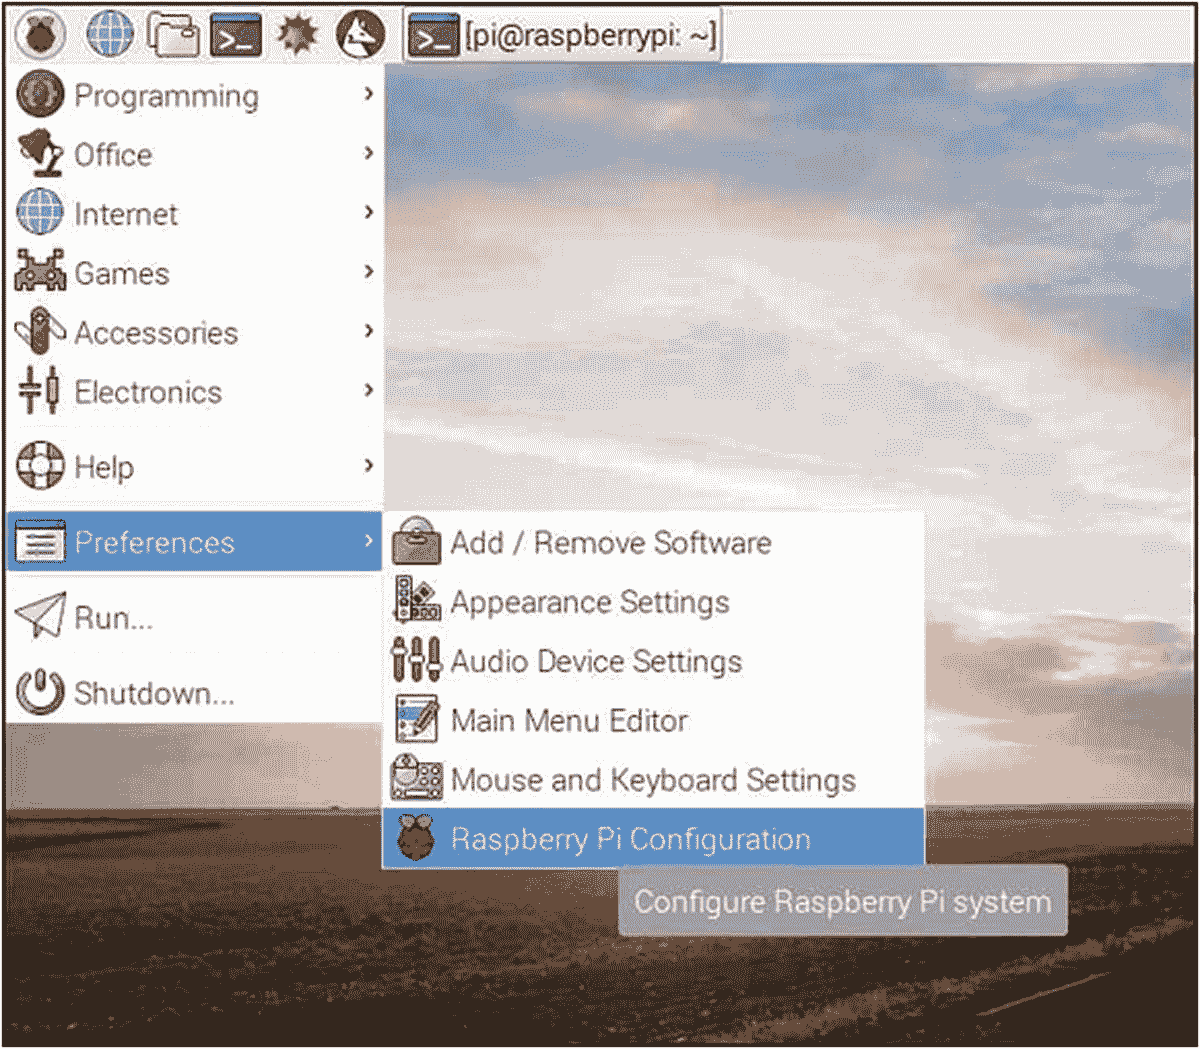 [pi@raspberrypi: ~]
Programming
Office
Internet
Games
Accessories
Electronics
Help
Preferences
Run...
Shutdown...
Add / Remove Software
Appearance Settings
Audio Device Settings
Main Menu Editor
Mouse and Keyboard Settings
Raspberry Pi Configuration
Configure Raspberry Pi system